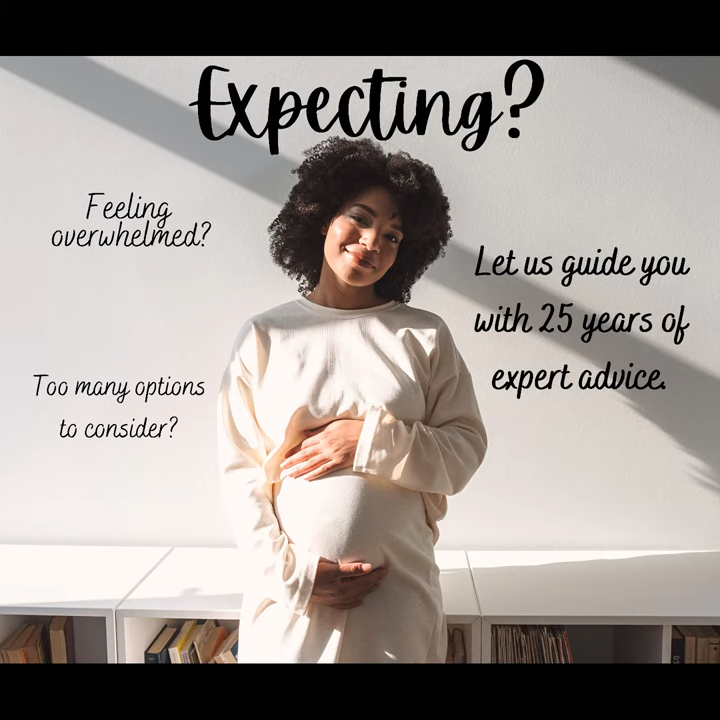 Expecting?
Feeling
overwhelmed?
Let us guide you
with 25 years of
expert advice.
Too many options
to consider?